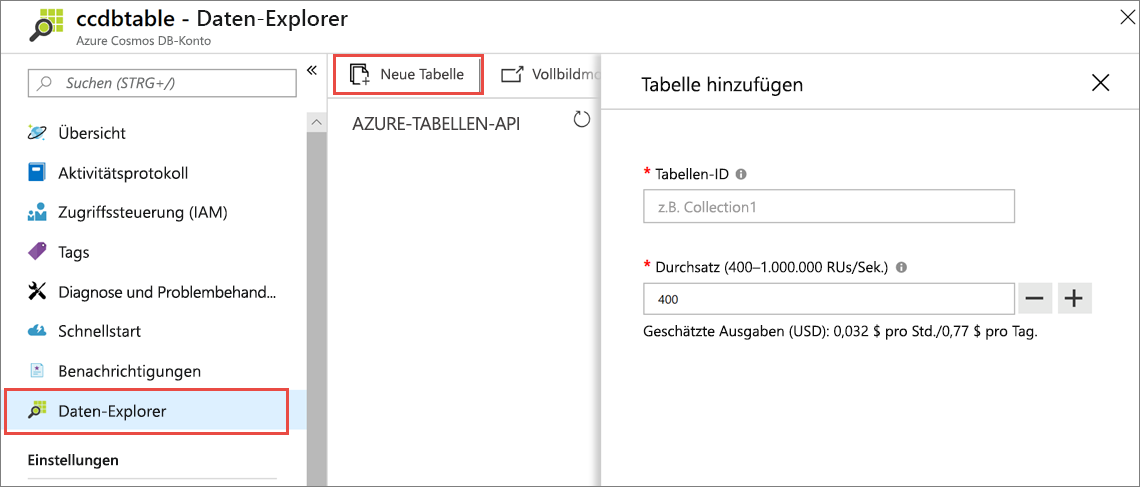 ccdbtable - Daten-Explorer
Azure Cosmos DB-Konto
Suchen (STRG+/)
Übersicht
Aktivitätsprotokoll
Zugriffssteuerung (IAM)
Tags
Diagnose und Problembehand...
Schnellstart
Benachrichtigungen
Daten-Explorer
Einstellungen
Neue Tabelle
Vollbildmo
AZURE-TABELLEN-API
Tabelle hinzufügen
* Tabellen-ID
z.B. Collection1
* Durchsatz (400–1.000.000 RUs/Sek.)
400
Geschätzte Ausgaben (USD): 0,032 $ pro Std./0,77 $ pro Tag.